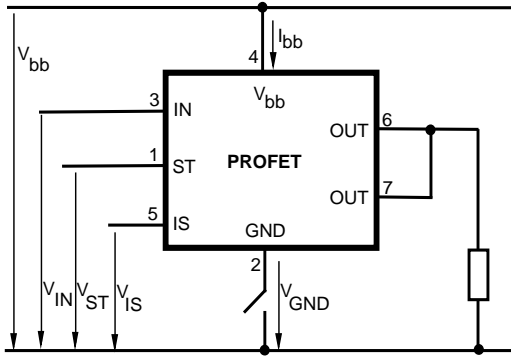 I bb
V bb
4
V bb
3
IN
6
OUT
1
ST
PROFET
7
OUT
5
IS
GND
2
V IN
V ST
V IS
V GND